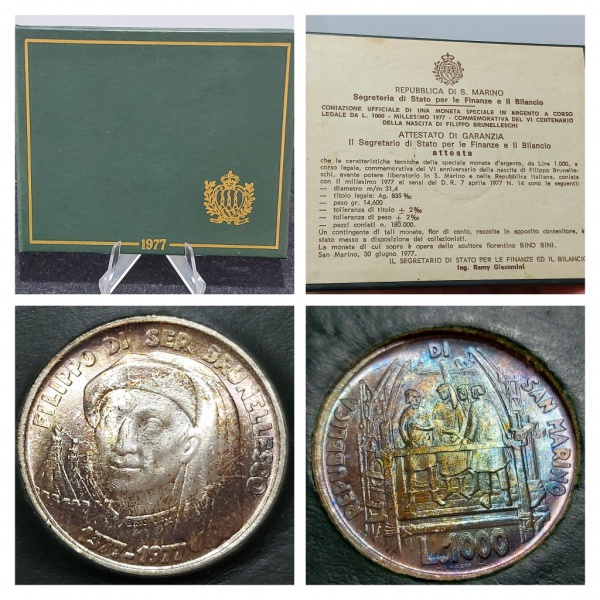 1977
REPUBBLICA DI S. MARINO
Segreteria di Stato per le Finanze e il Bilancio
CONIAZIONE UFFICIALE DI UNA MONETA SPECIALE IN ARGENTO A CORSO
LEGALE DA L. 1000 - MILLESIMO 1977 - COMMEMORATIVA DEL VI CENTENARIO
DELLA NASCITA DI FILIPPO BRUNELLESCHI
ATTESTATO DI GARANZIA
Il Segretario di Stato per le Finanze e il Bilancio
attesta
che le caratteristiche tecniche della speciale moneta d'argento, da Lire 1.000, a
corso legale, commemorativa del VI anniversario della nascita di Filippo Brunelle-
schi, avente potere liberatorio in S. Marino e nella Repubblica Italiana, coniata
con il millesimo 1977 ai sensi del D. R. 7 aprile 1977 N. 14 sono le seguenti
— diametro m/m 31,4
— titolo legale: Ag. 835 ‰
— peso gr. 14,600
— tolleranza di titolo ± 2‰
— tolleranza di peso ± 2‰
— pezzi coniati n. 180.000.
Un contingente di tali monete, fior di conio, raccolte in apposito contenitore, è
stato messo a disposizione dei collezionisti.
La moneta di cui sopra è opera dello scultore fiorentino BINO BINI.
San Marino, 30 giugno 1977.
IL SEGRETARIO DI STATO PER LE FINANZE ED IL BILANCIO
Ing. Remy Giacomini
FILIPPO DI SER BRUNELLESCO
1377-1977
REPUBBLICA DI SAN MARINO
L.1000